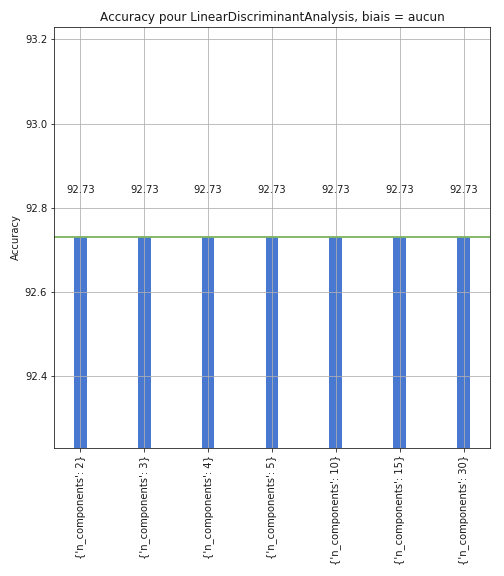 Accuracy pour LinearDiscriminantAnalysis, biais = aucun
93.2
93.0
92.8
92.6
92.4
Accuracy
92.73 92.73 92.73 92.73 92.73 92.73 92.73
{'n_components': 2}
{'n_components': 3}
{'n_components': 4}
{'n_components': 5}
{'n_components': 10}
{'n_components': 15}
{'n_components': 30}